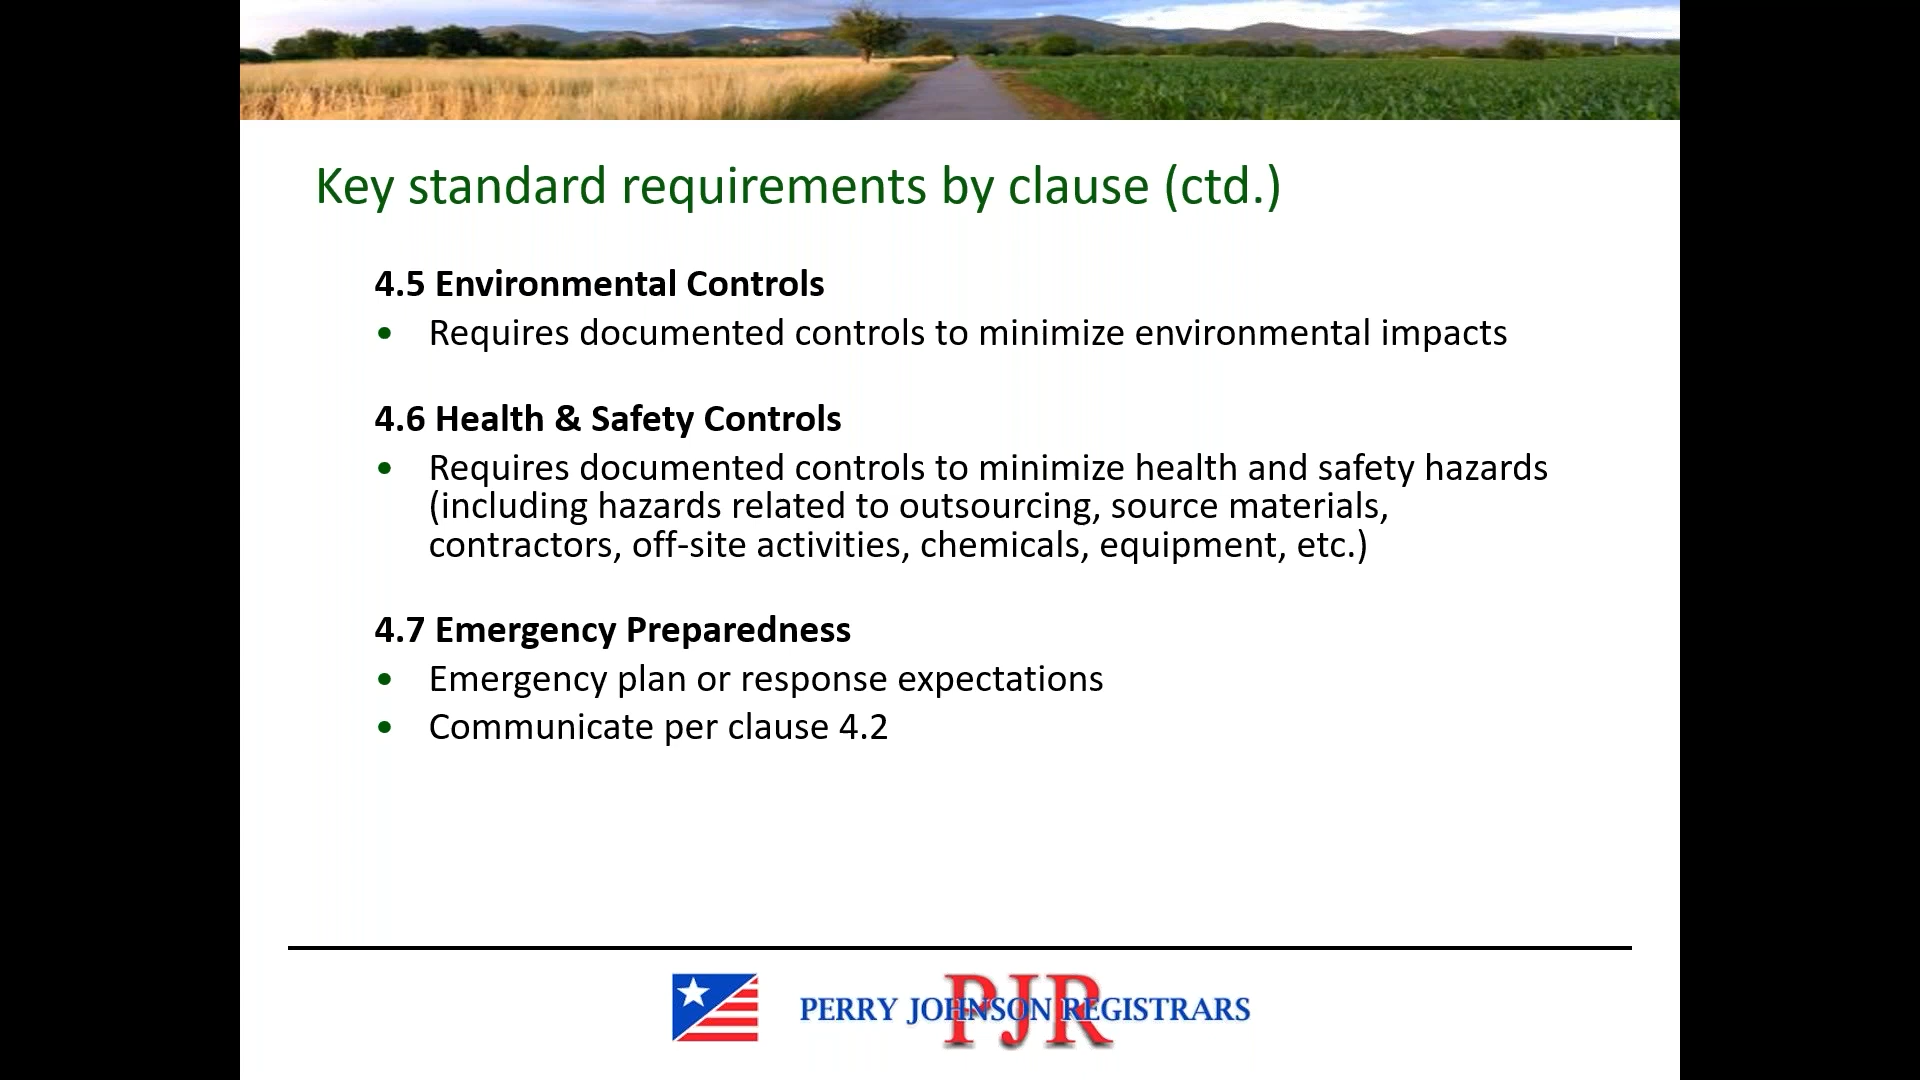 Key standard requirements by clause (ctd.)
4.5 Environmental Controls
• Requires documented controls to minimize environmental impacts
4.6 Health & Safety Controls
• Requires documented controls to minimize health and safety hazards
(including hazards related to outsourcing, source materials,
contractors, off-site activities, chemicals, equipment, etc.)
4.7 Emergency Preparedness
• Emergency plan or response expectations
• Communicate per clause 4.2
PJR
PERRY JOHNSON REGISTRARS